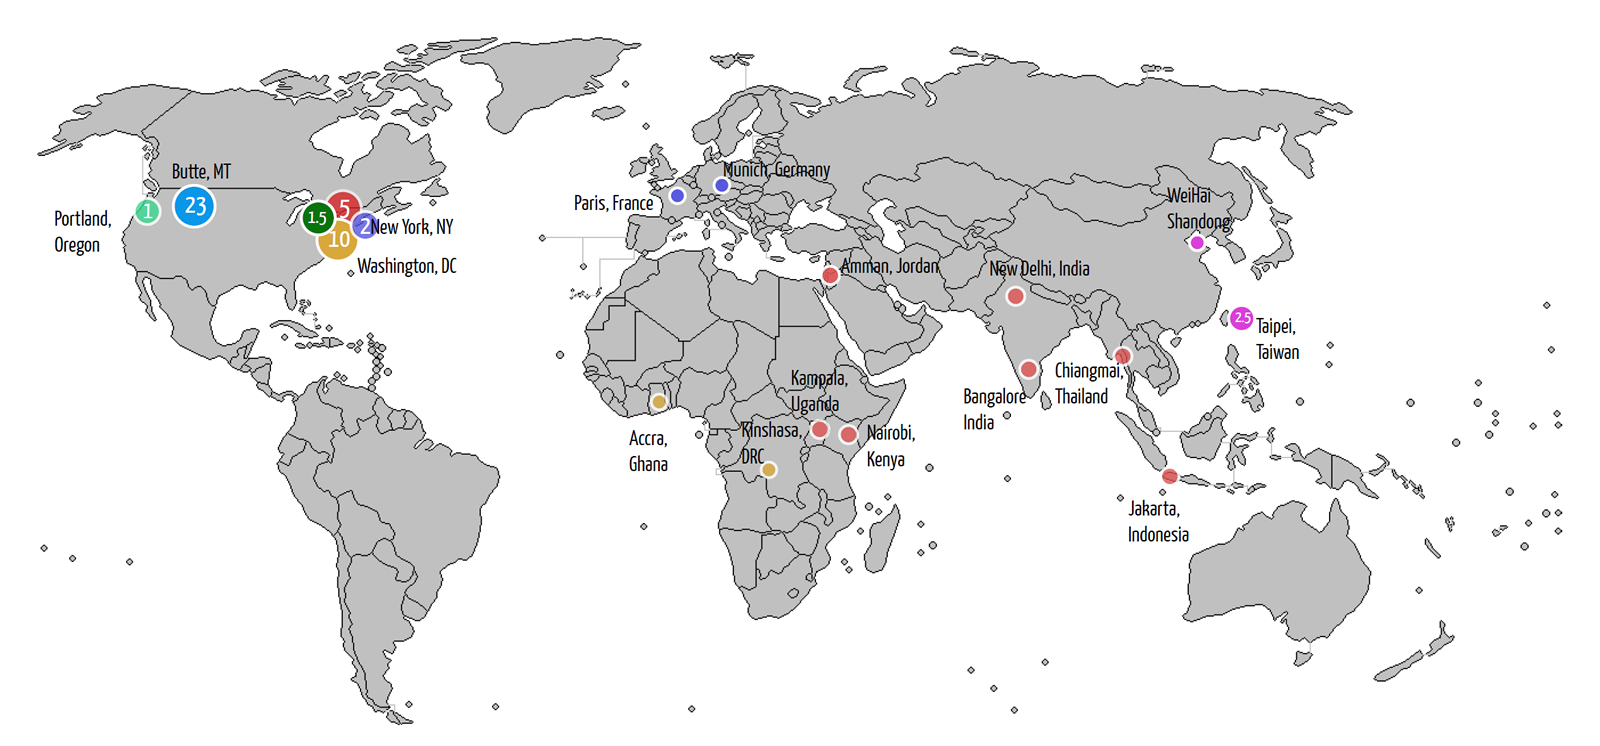 Butte, MT
23
1
Portland,
Oregon
5
1.5
2
New York, NY
10
Washington, DC
Munich, Germany
Paris, France
WeiHai
Shandong
Amman, Jordan
New Delhi, India
2.5
Taipei,
Taiwan
Chiangmai,
Thailand
Bangalore
India
Kampala,
Uganda
Accra,
Ghana
Kinshasa,
DRC
Nairobi,
Kenya
Jakarta,
Indonesia